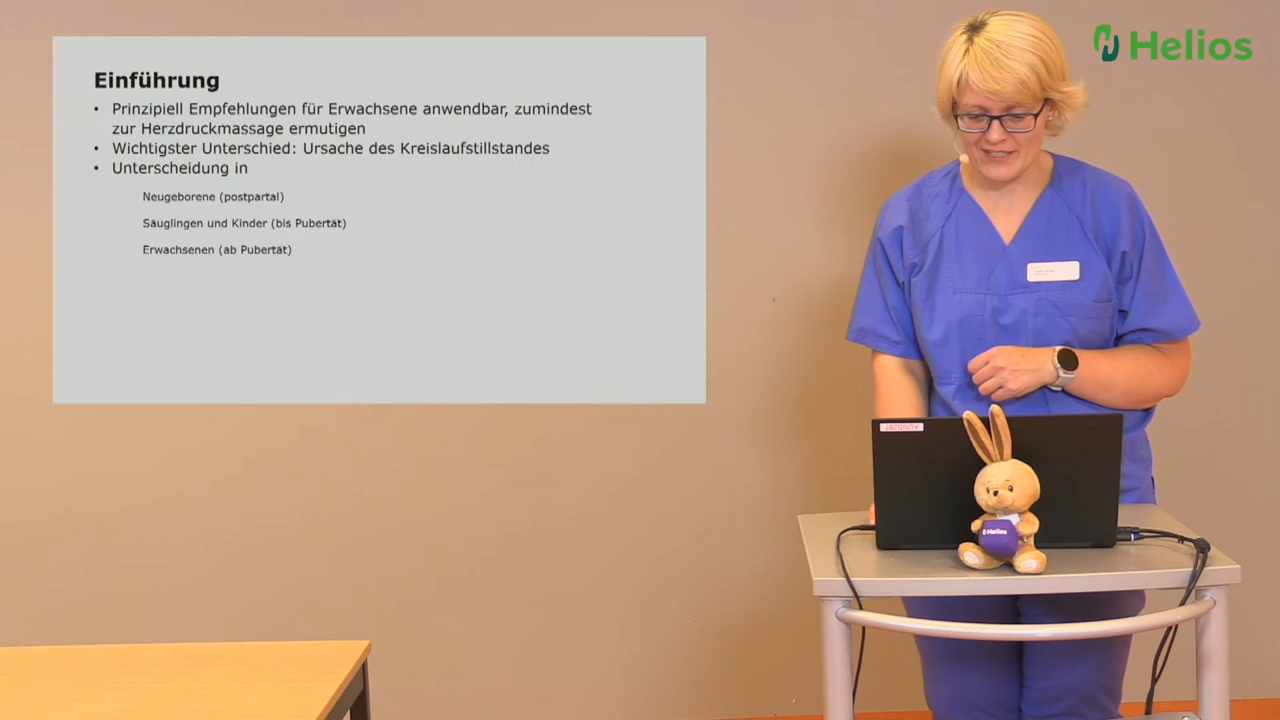 Einführung
• Prinzipiell Empfehlungen für Erwachsene anwendbar, zumindest
zur Herzdruckmassage ermutigen
• Wichtigster Unterschied: Ursache des Kreislaufstillstandes
• Unterscheidung in
Neugeborene (postpartal)
Säuglingen und Kinder (bis Pubertät)
Erwachsenen (ab Pubertät)
Helios
Helios